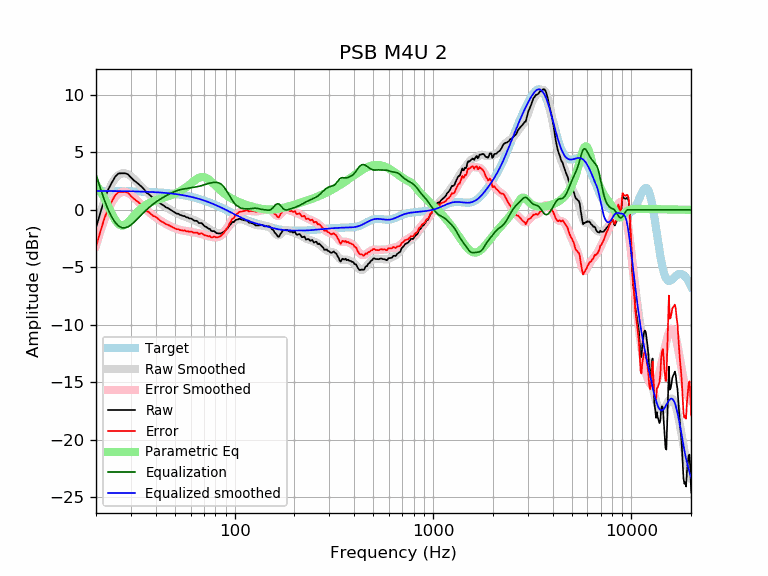 PSB M4U 2
Amplitude (dBr)
10
5
0
−5
−10
−15
−20
−25
Target
Raw Smoothed
Error Smoothed
Raw
Error
Parametric Eq
Equalization
Equalized smoothed
100
1000
10000
Frequency (Hz)